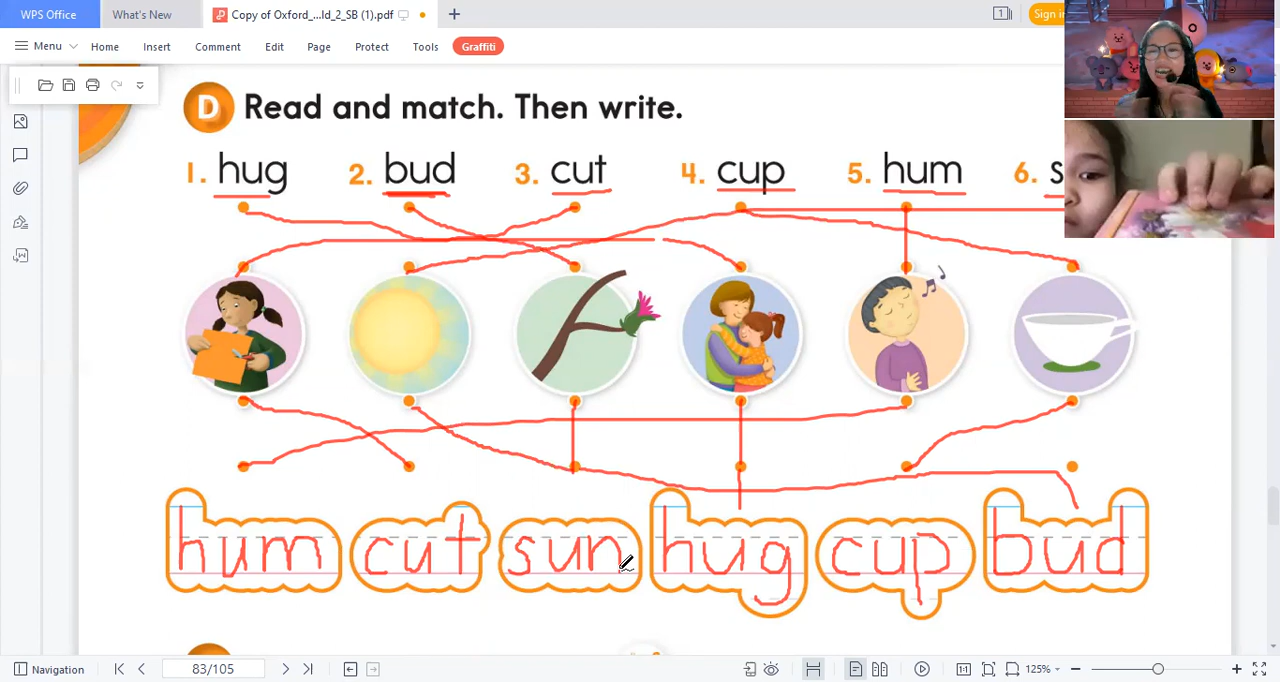 WPS Office What's New Copy of Oxford_...ld_2_SB (1).pdf + 1 Sign in
Menu Home Insert Comment Edit Page Protect Tools Graffiti
D Read and match. Then write.
1. hug 2. bud 3. cut 4. cup 5. hum 6. s
hum cut sun hug cup bud
Navigation 83/105 125%